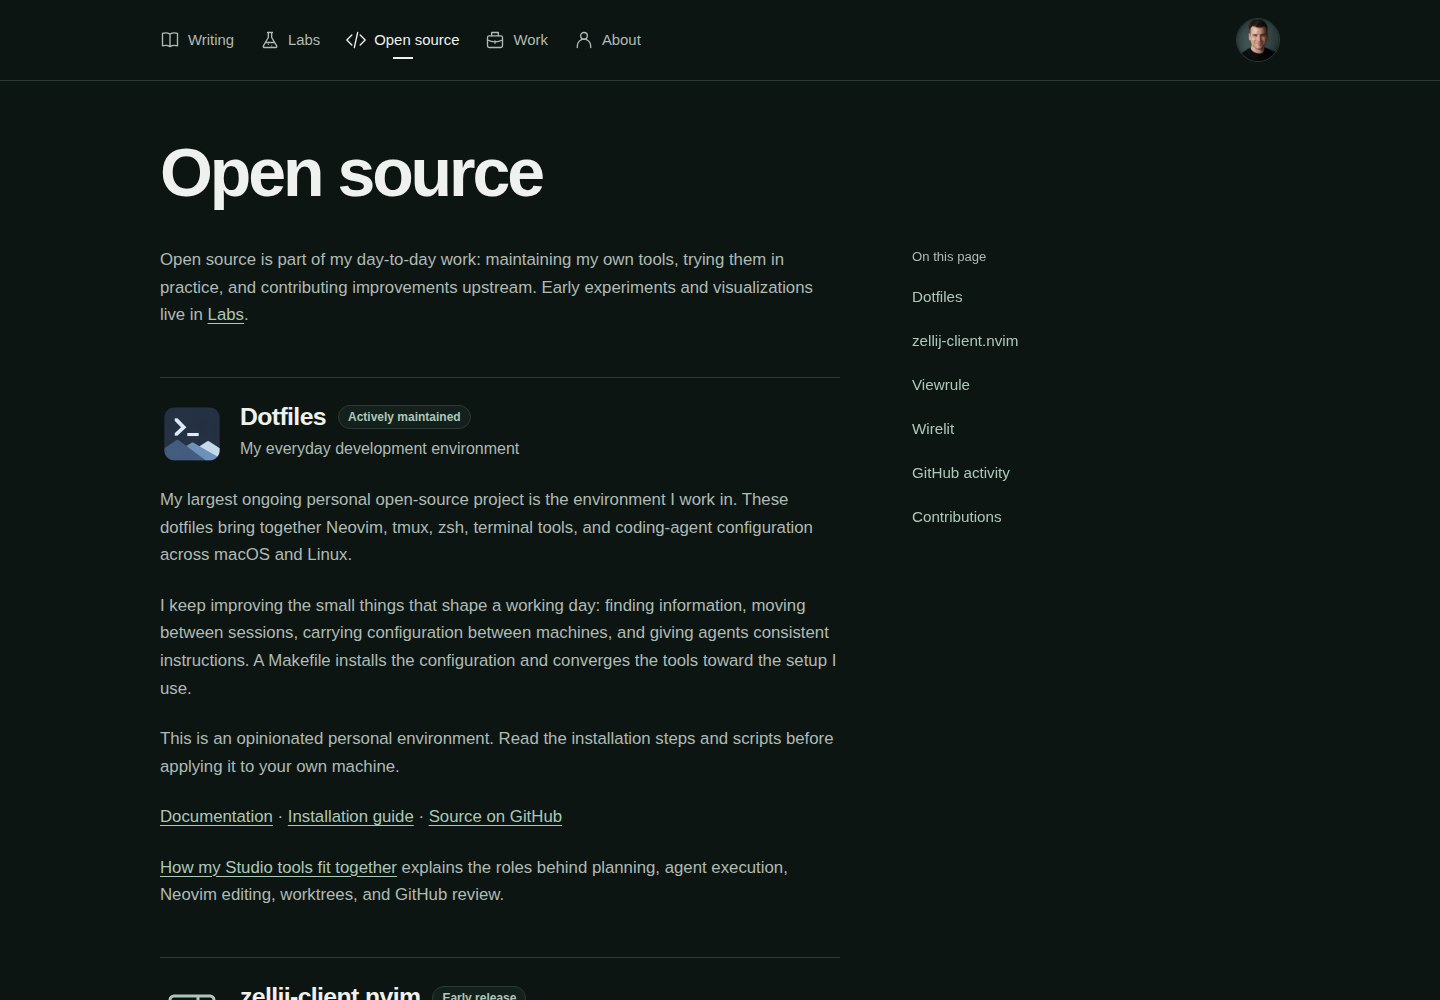 Writing
Labs
Open source
Work
About
Open source
Open source is part of my day-to-day work: maintaining my own tools, trying them in
practice, and contributing improvements upstream. Early experiments and visualizations
live in Labs.
On this page
Dotfiles
zellij-client.nvim
Viewrule
Wirelit
GitHub activity
Contributions
Dotfiles
Actively maintained
My everyday development environment
My largest ongoing personal open-source project is the environment I work in. These
dotfiles bring together Neovim, tmux, zsh, terminal tools, and coding-agent configuration
across macOS and Linux.
I keep improving the small things that shape a working day: finding information, moving
between sessions, carrying configuration between machines, and giving agents consistent
instructions. A Makefile installs the configuration and converges the tools toward the setup I
use.
This is an opinionated personal environment. Read the installation steps and scripts before
applying it to your own machine.
Documentation · Installation guide · Source on GitHub
How my Studio tools fit together explains the roles behind planning, agent execution,
Neovim editing, worktrees, and GitHub review.
zellij-client.nvim
Early release